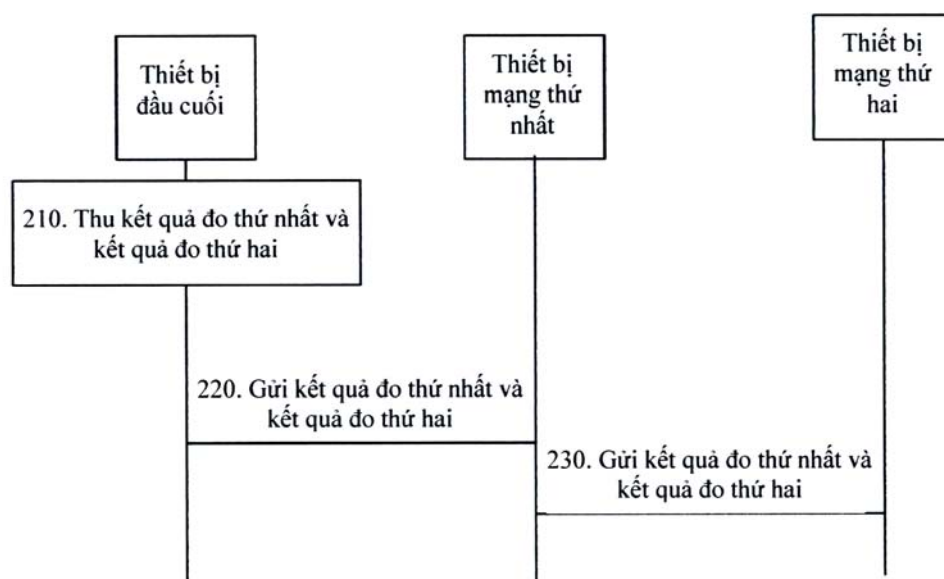 Thiết bị
đầu cuối
Thiết bị
mạng thứ
nhất
Thiết bị
mạng thứ
hai
210. Thu kết quả đo thứ nhất và
kết quả đo thứ hai
220. Gửi kết quả đo thứ nhất và
kết quả đo thứ hai
230. Gửi kết quả đo thứ nhất và
kết quả đo thứ hai